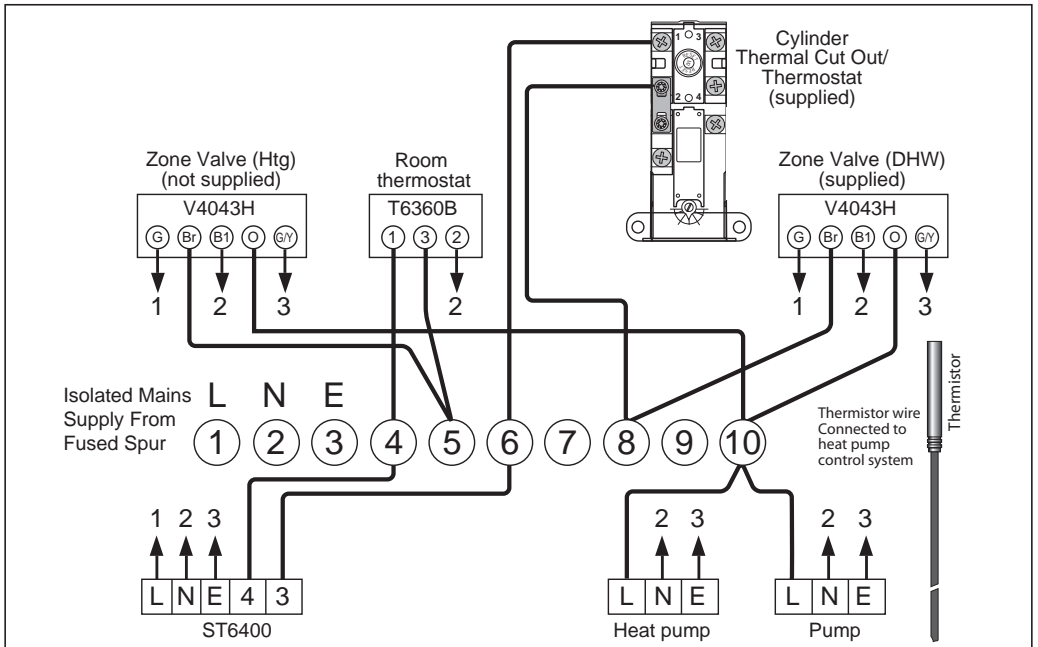 Cylinder
Thermal Cut Out/
Thermostat
(supplied)
1 3
2 4
Zone Valve (Htg)
(not supplied)
V4043H
G Br B1 O G/Y
1 2 3
Room
thermostat
T6360B
1 3 2
2
Zone Valve (DHW)
(supplied)
V4043H
G Br B1 O G/Y
1 2 3
Isolated Mains
Supply From
Fused Spur
L N E
1 2 3 4 5 6 7 8 9 10
Thermistor wire
Connected to
heat pump
control system
Thermistor
1 2 3
L N E 4 3
ST6400
2 3
L N E
Heat pump
2 3
L N E
Pump